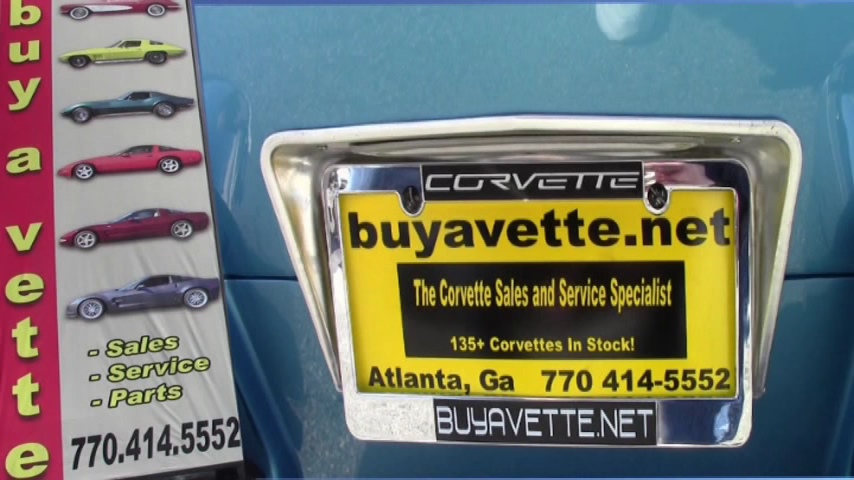 buy a vette
- Sales
- Service
- Parts
770.414.5552
CORVETTE
buyavette.net
The Corvette Sales and Service Specialist
135+ Corvettes In Stock!
Atlanta, Ga 770 414-5552
BUYAVETTE.NET